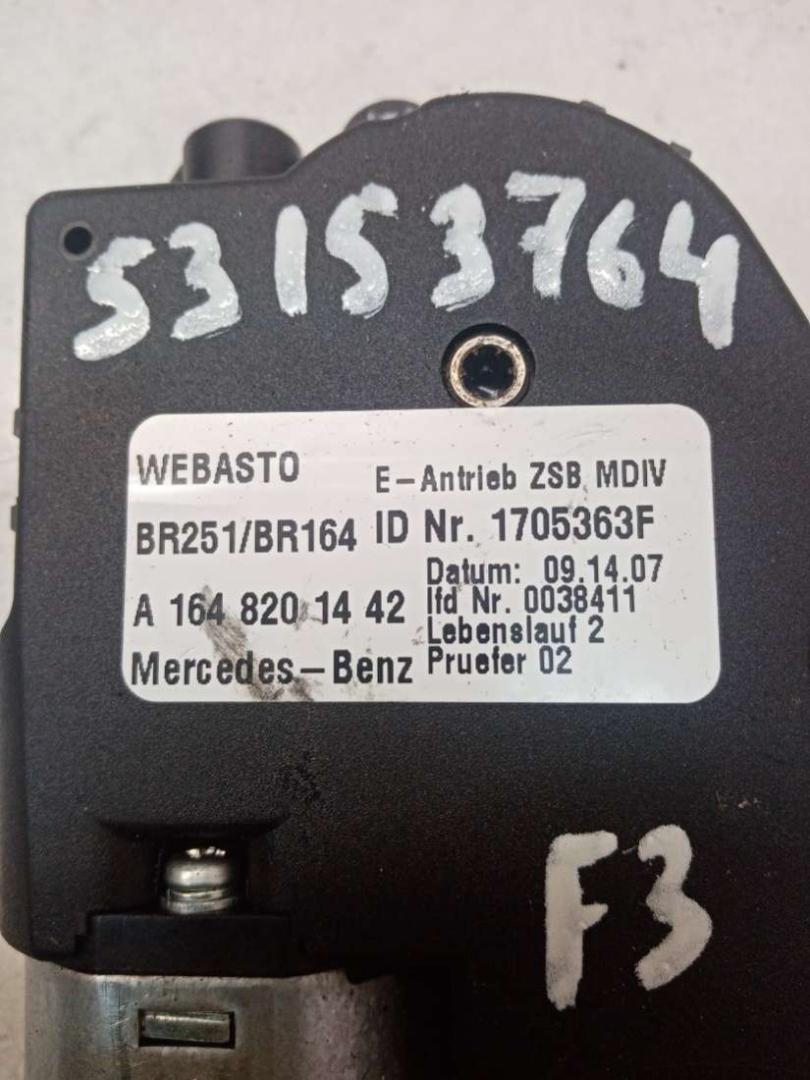 53153764
WEBASTO
E-Antrieb ZSB MDIV
BR251/BR164
ID Nr. 1705363F
Datum: 09.14.07
A 164 820 14 42
lfd Nr. 0038411
Lebenslauf 2
Mercedes-Benz
Pruefer 02
F3